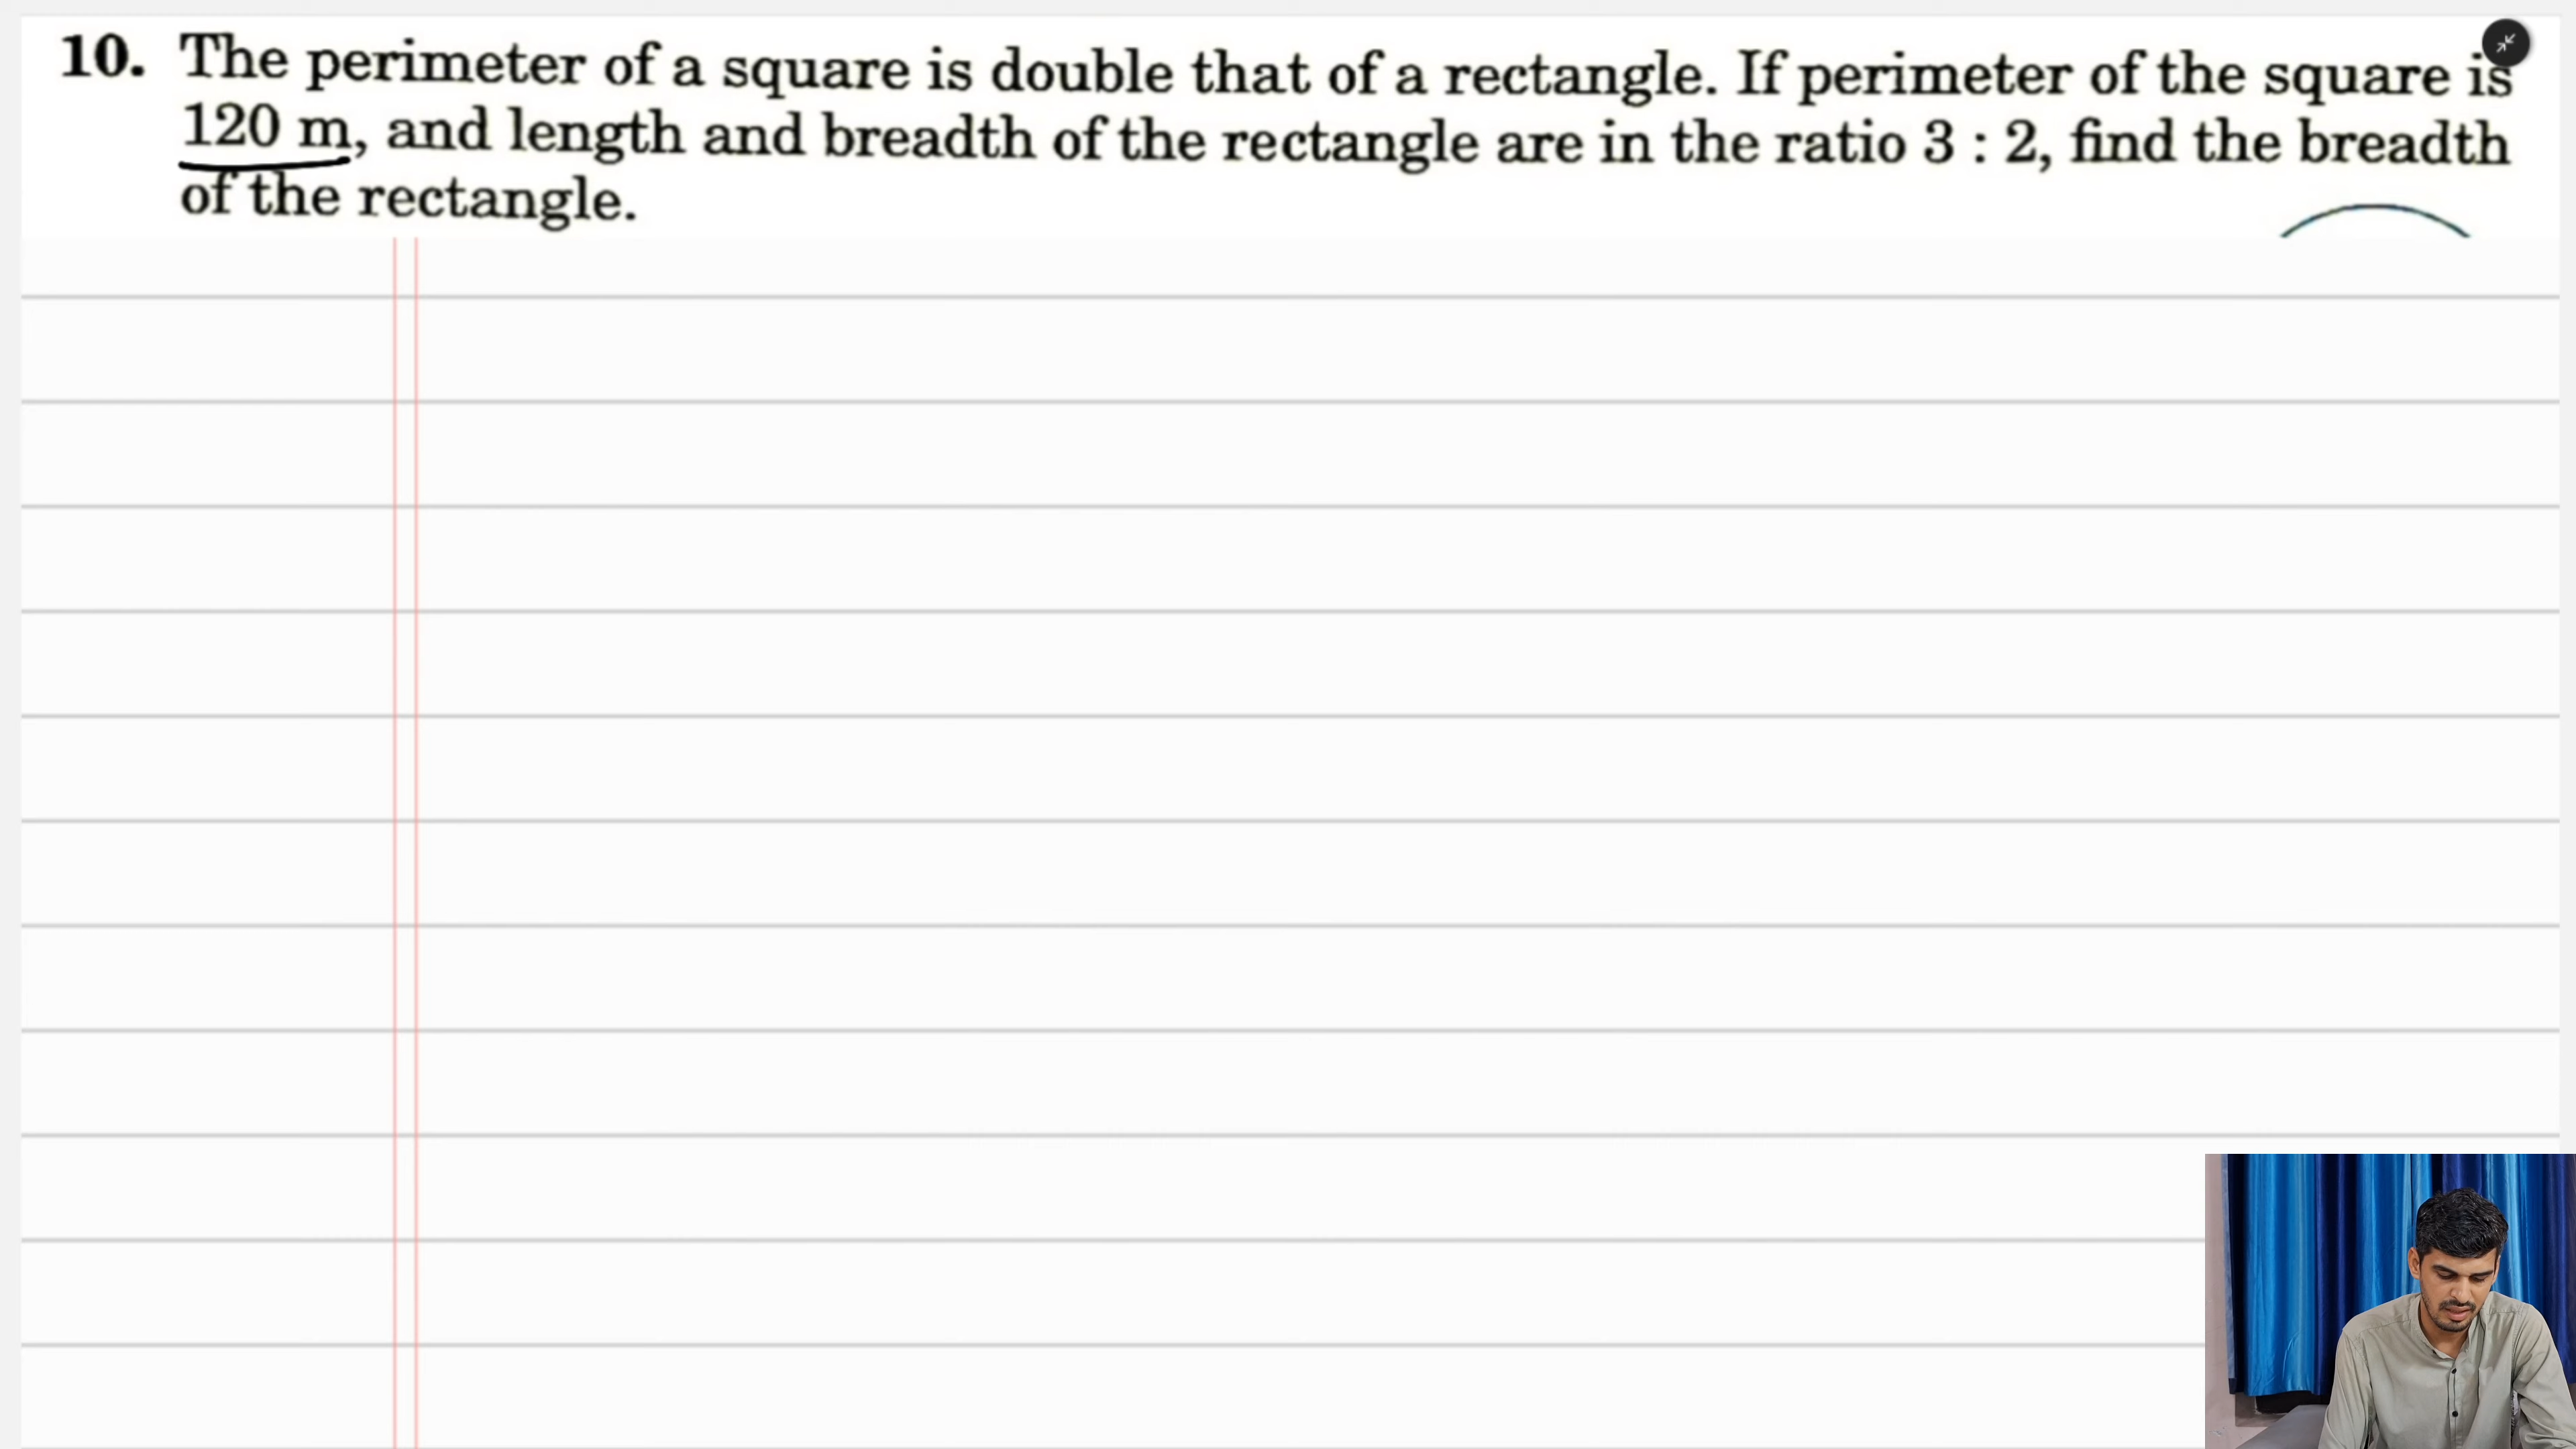 10. The perimeter of a square is double that of a rectangle. If perimeter of the square is
120 m, and length and breadth of the rectangle are in the ratio 3 : 2, find the breadth
of the rectangle.